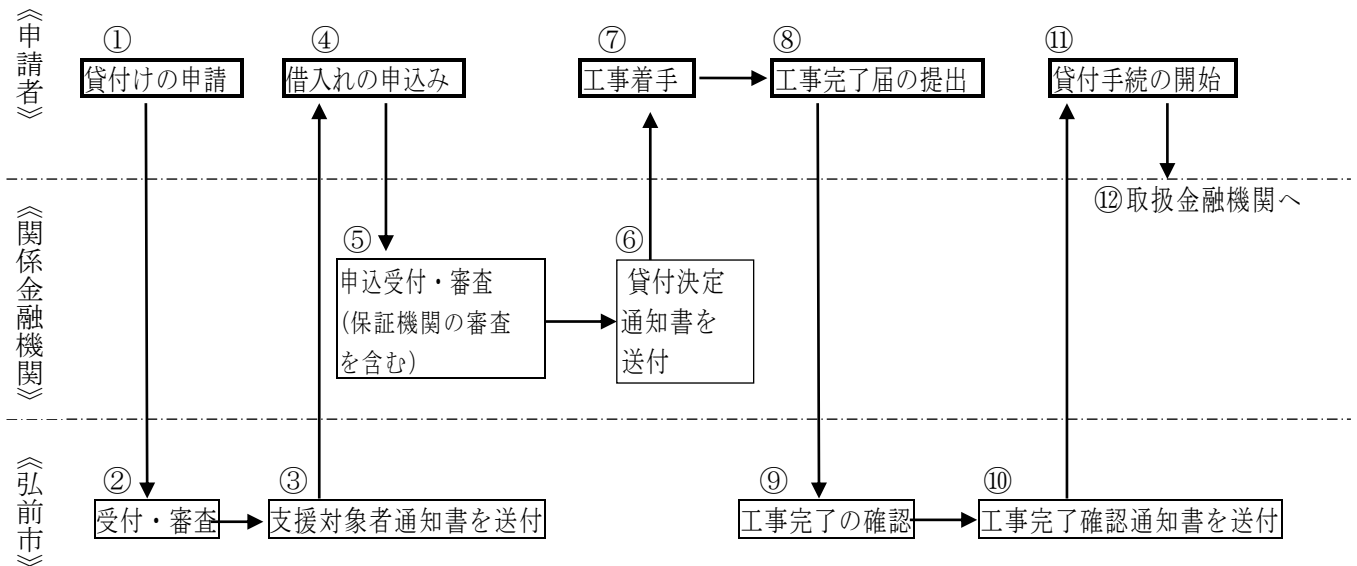 《申請者》
①
貸付けの申請
④
借入れの申込み
⑦
工事着手
⑧
工事完了届の提出
⑪
貸付手続の開始
⑫取扱金融機関へ
《関係金融機関》
⑤
申込受付・審査
(保証機関の審査
を含む)
⑥
貸付決定
通知書を
送付
《弘前市》
②
受付・審査
③
支援対象者通知書を送付
⑨
工事完了の確認
⑩
工事完了確認通知書を送付